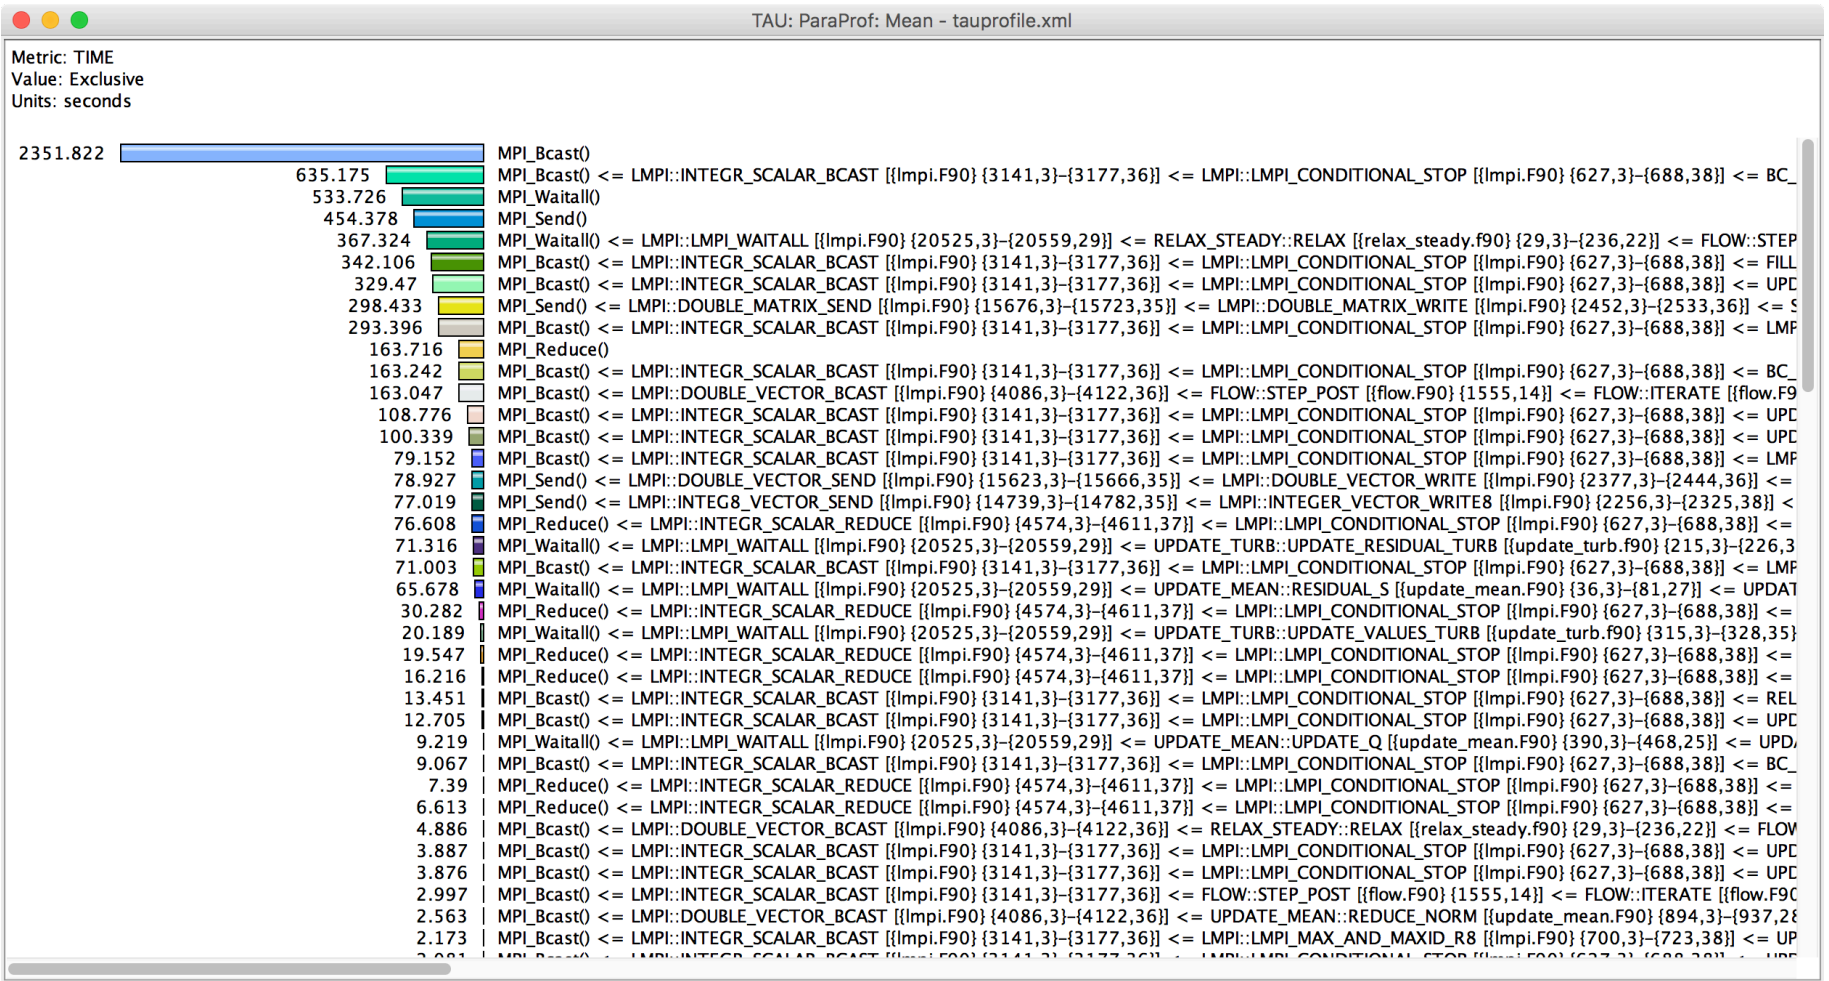 TAU: ParaProf: Mean - tauprofile.xml
Metric: TIME
Value: Exclusive
Units: seconds
2351.822 MPI_Bcast()
635.175 MPI_Bcast() <= LMPI::INTEGR_SCALAR_BCAST [{lmpi.F90} {3141,3}-{3177,36}] <= LMPI::LMPI_CONDITIONAL_STOP [{lmpi.F90} {627,3}-{688,38}] <= BC_
533.726 MPI_Waitall()
454.378 MPI_Send()
367.324 MPI_Waitall() <= LMPI::LMPI_WAITALL [{lmpi.F90} {20525,3}-{20559,29}] <= RELAX_STEADY::RELAX [{relax_steady.f90} {29,3}-{236,22}] <= FLOW::STEP
342.106 MPI_Bcast() <= LMPI::INTEGR_SCALAR_BCAST [{lmpi.F90} {3141,3}-{3177,36}] <= LMPI::LMPI_CONDITIONAL_STOP [{lmpi.F90} {627,3}-{688,38}] <= FILL
329.47 MPI_Bcast() <= LMPI::INTEGR_SCALAR_BCAST [{lmpi.F90} {3141,3}-{3177,36}] <= LMPI::LMPI_CONDITIONAL_STOP [{lmpi.F90} {627,3}-{688,38}] <= UPD
298.433 MPI_Send() <= LMPI::DOUBLE_MATRIX_SEND [{lmpi.F90} {15676,3}-{15723,35}] <= LMPI::DOUBLE_MATRIX_WRITE [{lmpi.F90} {2452,3}-{2533,36}] <= S
293.396 MPI_Bcast() <= LMPI::INTEGR_SCALAR_BCAST [{lmpi.F90} {3141,3}-{3177,36}] <= LMPI::LMPI_CONDITIONAL_STOP [{lmpi.F90} {627,3}-{688,38}] <= LMP
163.716 MPI_Reduce()
163.242 MPI_Bcast() <= LMPI::INTEGR_SCALAR_BCAST [{lmpi.F90} {3141,3}-{3177,36}] <= LMPI::LMPI_CONDITIONAL_STOP [{lmpi.F90} {627,3}-{688,38}] <= BC_
163.047 MPI_Bcast() <= LMPI::DOUBLE_VECTOR_BCAST [{lmpi.F90} {4086,3}-{4122,36}] <= FLOW::STEP_POST [{flow.F90} {1555,14}] <= FLOW::ITERATE [{flow.F9
108.776 MPI_Bcast() <= LMPI::INTEGR_SCALAR_BCAST [{lmpi.F90} {3141,3}-{3177,36}] <= LMPI::LMPI_CONDITIONAL_STOP [{lmpi.F90} {627,3}-{688,38}] <= UPD
100.339 MPI_Bcast() <= LMPI::INTEGR_SCALAR_BCAST [{lmpi.F90} {3141,3}-{3177,36}] <= LMPI::LMPI_CONDITIONAL_STOP [{lmpi.F90} {627,3}-{688,38}] <= UPD
79.152 MPI_Bcast() <= LMPI::INTEGR_SCALAR_BCAST [{lmpi.F90} {3141,3}-{3177,36}] <= LMPI::LMPI_CONDITIONAL_STOP [{lmpi.F90} {627,3}-{688,38}] <= LMP
78.927 MPI_Send() <= LMPI::DOUBLE_VECTOR_SEND [{lmpi.F90} {15623,3}-{15666,35}] <= LMPI::DOUBLE_VECTOR_WRITE [{lmpi.F90} {2377,3}-{2444,36}] <=
77.019 MPI_Send() <= LMPI::INTEG8_VECTOR_SEND [{lmpi.F90} {14739,3}-{14782,35}] <= LMPI::INTEGER_VECTOR_WRITE8 [{lmpi.F90} {2256,3}-{2325,38}] <
76.608 MPI_Reduce() <= LMPI::INTEGR_SCALAR_REDUCE [{lmpi.F90} {4574,3}-{4611,37}] <= LMPI::LMPI_CONDITIONAL_STOP [{lmpi.F90} {627,3}-{688,38}] <=
71.316 MPI_Waitall() <= LMPI::LMPI_WAITALL [{lmpi.F90} {20525,3}-{20559,29}] <= UPDATE_TURB::UPDATE_RESIDUAL_TURB [{update_turb.f90} {215,3}-{226,3
71.003 MPI_Bcast() <= LMPI::INTEGR_SCALAR_BCAST [{lmpi.F90} {3141,3}-{3177,36}] <= LMPI::LMPI_CONDITIONAL_STOP [{lmpi.F90} {627,3}-{688,38}] <= LMP
65.678 MPI_Waitall() <= LMPI::LMPI_WAITALL [{lmpi.F90} {20525,3}-{20559,29}] <= UPDATE_MEAN::RESIDUAL_S [{update_mean.F90} {36,3}-{81,27}] <= UPDAT
30.282 MPI_Reduce() <= LMPI::INTEGR_SCALAR_REDUCE [{lmpi.F90} {4574,3}-{4611,37}] <= LMPI::LMPI_CONDITIONAL_STOP [{lmpi.F90} {627,3}-{688,38}] <=
20.189 MPI_Waitall() <= LMPI::LMPI_WAITALL [{lmpi.F90} {20525,3}-{20559,29}] <= UPDATE_TURB::UPDATE_VALUES_TURB [{update_turb.f90} {315,3}-{328,35}
19.547 MPI_Reduce() <= LMPI::INTEGR_SCALAR_REDUCE [{lmpi.F90} {4574,3}-{4611,37}] <= LMPI::LMPI_CONDITIONAL_STOP [{lmpi.F90} {627,3}-{688,38}] <=
16.216 MPI_Reduce() <= LMPI::INTEGR_SCALAR_REDUCE [{lmpi.F90} {4574,3}-{4611,37}] <= LMPI::LMPI_CONDITIONAL_STOP [{lmpi.F90} {627,3}-{688,38}] <=
13.451 MPI_Bcast() <= LMPI::INTEGR_SCALAR_BCAST [{lmpi.F90} {3141,3}-{3177,36}] <= LMPI::LMPI_CONDITIONAL_STOP [{lmpi.F90} {627,3}-{688,38}] <= REL
12.705 MPI_Bcast() <= LMPI::INTEGR_SCALAR_BCAST [{lmpi.F90} {3141,3}-{3177,36}] <= LMPI::LMPI_CONDITIONAL_STOP [{lmpi.F90} {627,3}-{688,38}] <= UPD
9.219 MPI_Waitall() <= LMPI::LMPI_WAITALL [{lmpi.F90} {20525,3}-{20559,29}] <= UPDATE_MEAN::UPDATE_Q [{update_mean.F90} {390,3}-{468,25}] <= UPDA
9.067 MPI_Bcast() <= LMPI::INTEGR_SCALAR_BCAST [{lmpi.F90} {3141,3}-{3177,36}] <= LMPI::LMPI_CONDITIONAL_STOP [{lmpi.F90} {627,3}-{688,38}] <= BC_
7.39 MPI_Reduce() <= LMPI::INTEGR_SCALAR_REDUCE [{lmpi.F90} {4574,3}-{4611,37}] <= LMPI::LMPI_CONDITIONAL_STOP [{lmpi.F90} {627,3}-{688,38}] <=
6.613 MPI_Reduce() <= LMPI::INTEGR_SCALAR_REDUCE [{lmpi.F90} {4574,3}-{4611,37}] <= LMPI::LMPI_CONDITIONAL_STOP [{lmpi.F90} {627,3}-{688,38}] <=
4.886 MPI_Bcast() <= LMPI::DOUBLE_VECTOR_BCAST [{lmpi.F90} {4086,3}-{4122,36}] <= RELAX_STEADY::RELAX [{relax_steady.f90} {29,3}-{236,22}] <= FLOW
3.887 MPI_Bcast() <= LMPI::INTEGR_SCALAR_BCAST [{lmpi.F90} {3141,3}-{3177,36}] <= LMPI::LMPI_CONDITIONAL_STOP [{lmpi.F90} {627,3}-{688,38}] <= UPD
3.876 MPI_Bcast() <= LMPI::INTEGR_SCALAR_BCAST [{lmpi.F90} {3141,3}-{3177,36}] <= LMPI::LMPI_CONDITIONAL_STOP [{lmpi.F90} {627,3}-{688,38}] <= UPD
2.997 MPI_Bcast() <= LMPI::INTEGR_SCALAR_BCAST [{lmpi.F90} {3141,3}-{3177,36}] <= FLOW::STEP_POST [{flow.F90} {1555,14}] <= FLOW::ITERATE [{flow.F90
2.563 MPI_Bcast() <= LMPI::DOUBLE_VECTOR_BCAST [{lmpi.F90} {4086,3}-{4122,36}] <= UPDATE_MEAN::REDUCE_NORM [{update_mean.F90} {894,3}-{937,28
2.173 MPI_Bcast() <= LMPI::INTEGR_SCALAR_BCAST [{lmpi.F90} {3141,3}-{3177,36}] <= LMPI::LMPI_MAX_AND_MAXID_R8 [{lmpi.F90} {700,3}-{723,38}] <= UP